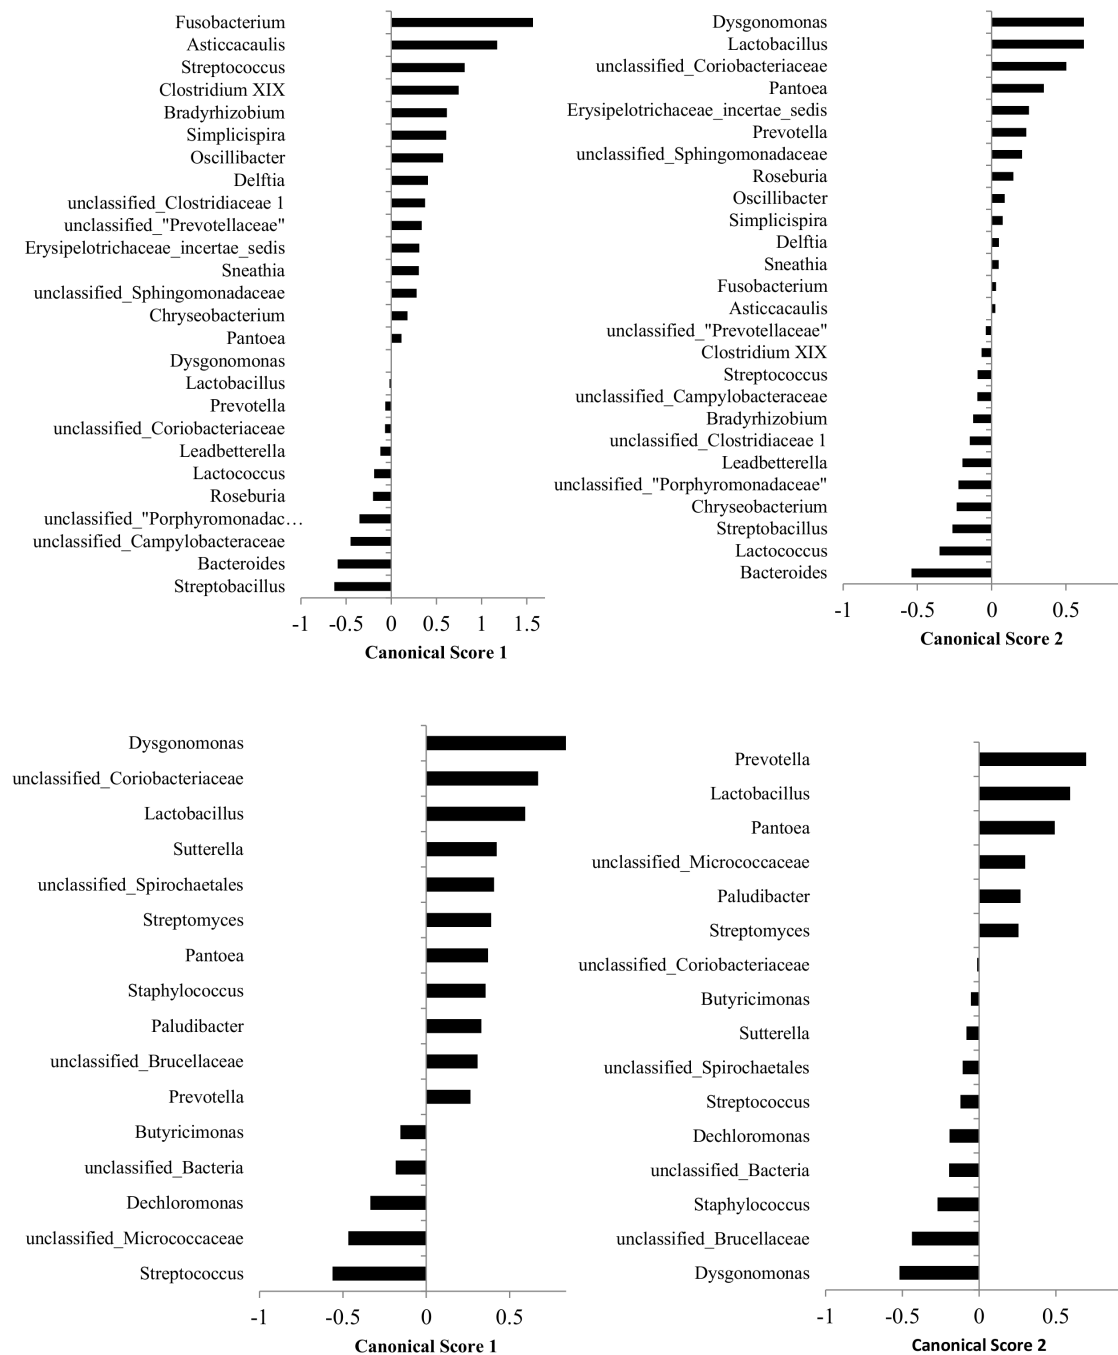 Fusobacterium
Asticcacaulis
Streptococcus
Clostridium XIX
Bradyrhizobium
Simplicispira
Oscillibacter
Delftia
unclassified_Clostridiaceae 1
unclassified_"Prevotellaceae"
Erysipelotrichaceae_incertae_sedis
Sneathia
unclassified_Sphingomonadaceae
Chryseobacterium
Pantoea
Dysgonomonas
Lactobacillus
Prevotella
unclassified_Coriobacteriaceae
Leadbetterella
Lactococcus
Roseburia
unclassified_"Porphyromonadac…
unclassified_Campylobacteraceae
Bacteroides
Streptobacillus
-1 -0.5 0 0.5 1 1.5
Canonical Score 1
Dysgonomonas
Lactobacillus
unclassified_Coriobacteriaceae
Pantoea
Erysipelotrichaceae_incertae_sedis
Prevotella
unclassified_Sphingomonadaceae
Roseburia
Oscillibacter
Simplicispira
Delftia
Sneathia
Fusobacterium
Asticcacaulis
unclassified_"Prevotellaceae"
Clostridium XIX
Streptococcus
unclassified_Campylobacteraceae
Bradyrhizobium
unclassified_Clostridiaceae 1
Leadbetterella
unclassified_"Porphyromonadaceae"
Chryseobacterium
Streptobacillus
Lactococcus
Bacteroides
-1 -0.5 0 0.5
Canonical Score 2
Dysgonomonas
unclassified_Coriobacteriaceae
Lactobacillus
Sutterella
unclassified_Spirochaetales
Streptomyces
Pantoea
Staphylococcus
Paludibacter
unclassified_Brucellaceae
Prevotella
Butyricimonas
unclassified_Bacteria
Dechloromonas
unclassified_Micrococcaceae
Streptococcus
-1 -0.5 0 0.5
Canonical Score 1
Prevotella
Lactobacillus
Pantoea
unclassified_Micrococcaceae
Paludibacter
Streptomyces
unclassified_Coriobacteriaceae
Butyricimonas
Sutterella
unclassified_Spirochaetales
Streptococcus
Dechloromonas
unclassified_Bacteria
Staphylococcus
unclassified_Brucellaceae
Dysgonomonas
-1 -0.5 0 0.5
Canonical Score 2